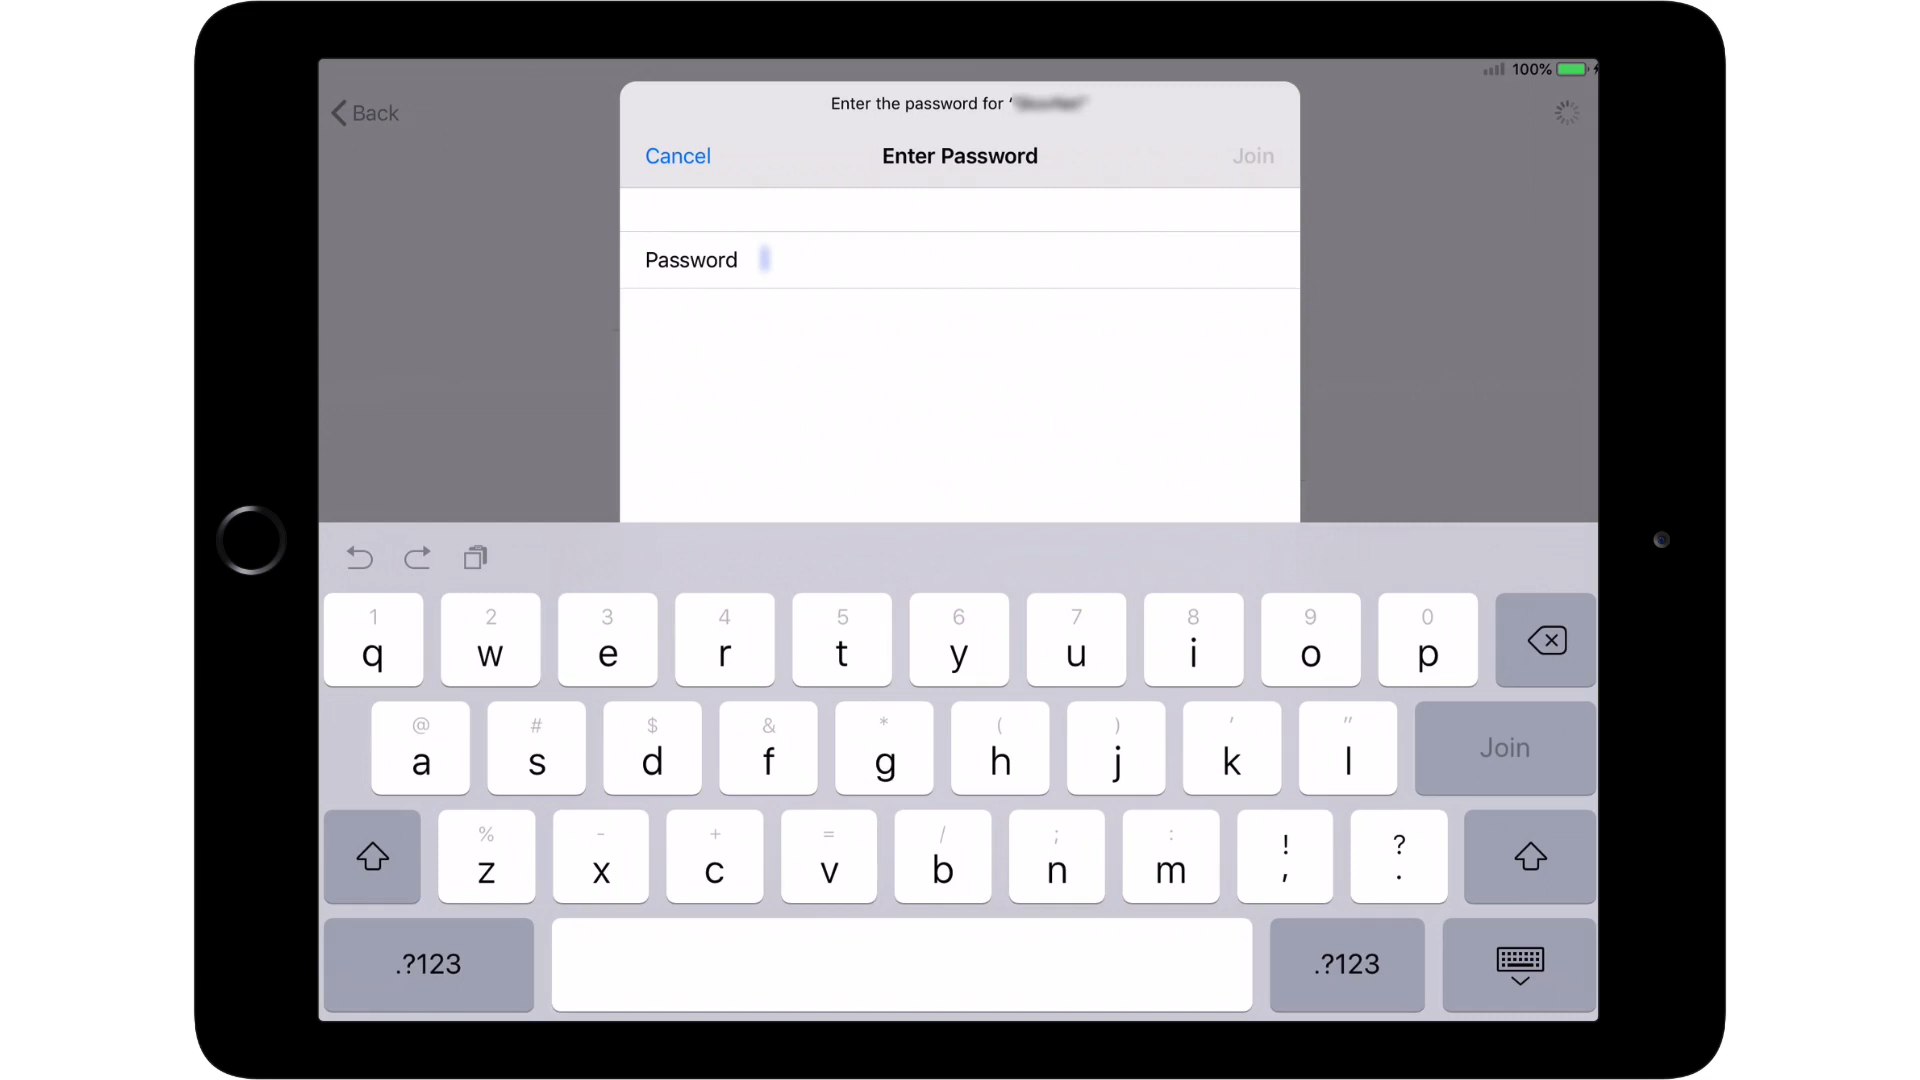 100%
Back
Enter the password for “
Cancel
Enter Password
Join
Password
1 2 3 4 5 6 7 8 9 0
q w e r t y u i o p
@ # $ & * ( ) ' "
a s d f g h j k l Join
% - + = / ; : ! ?
z x c v b n m , .
.?123 .?123